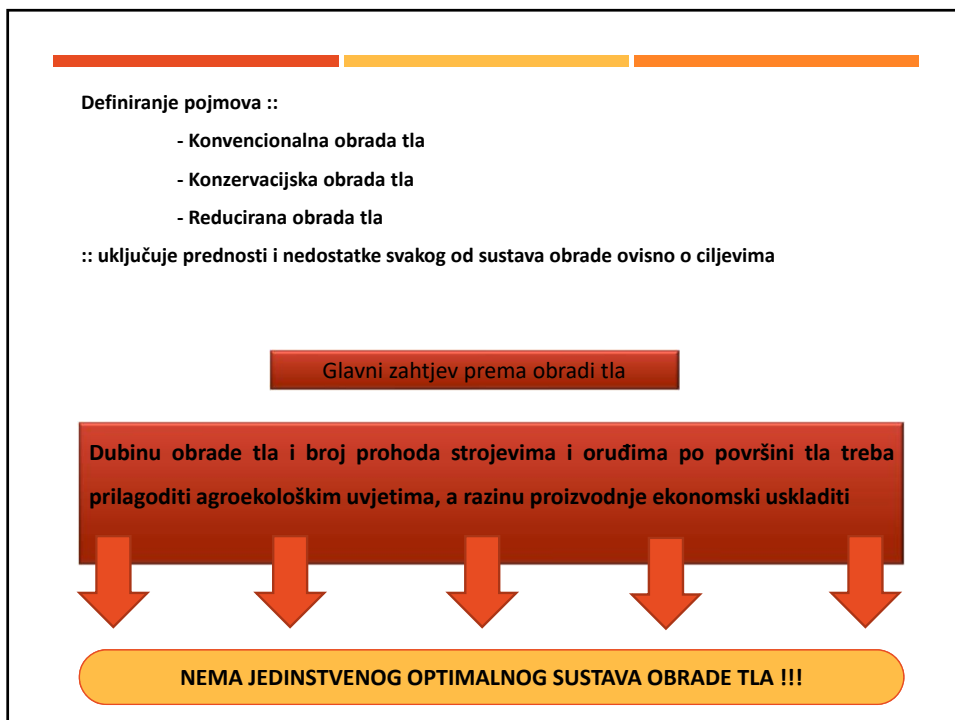 Definiranje pojmova ::
- Konvencionalna obrada tla
- Konzervacijska obrada tla
- Reducirana obrada tla
:: uključuje prednosti i nedostatke svakog od sustava obrade ovisno o ciljevima
Glavni zahtjev prema obradi tla
Dubinu obrade tla i broj prohoda strojevima i oruđima po površini tla treba
prilagoditi agroekološkim uvjetima, a razinu proizvodnje ekonomski uskladiti
NEMA JEDINSTVENOG OPTIMALNOG SUSTAVA OBRADE TLA !!!